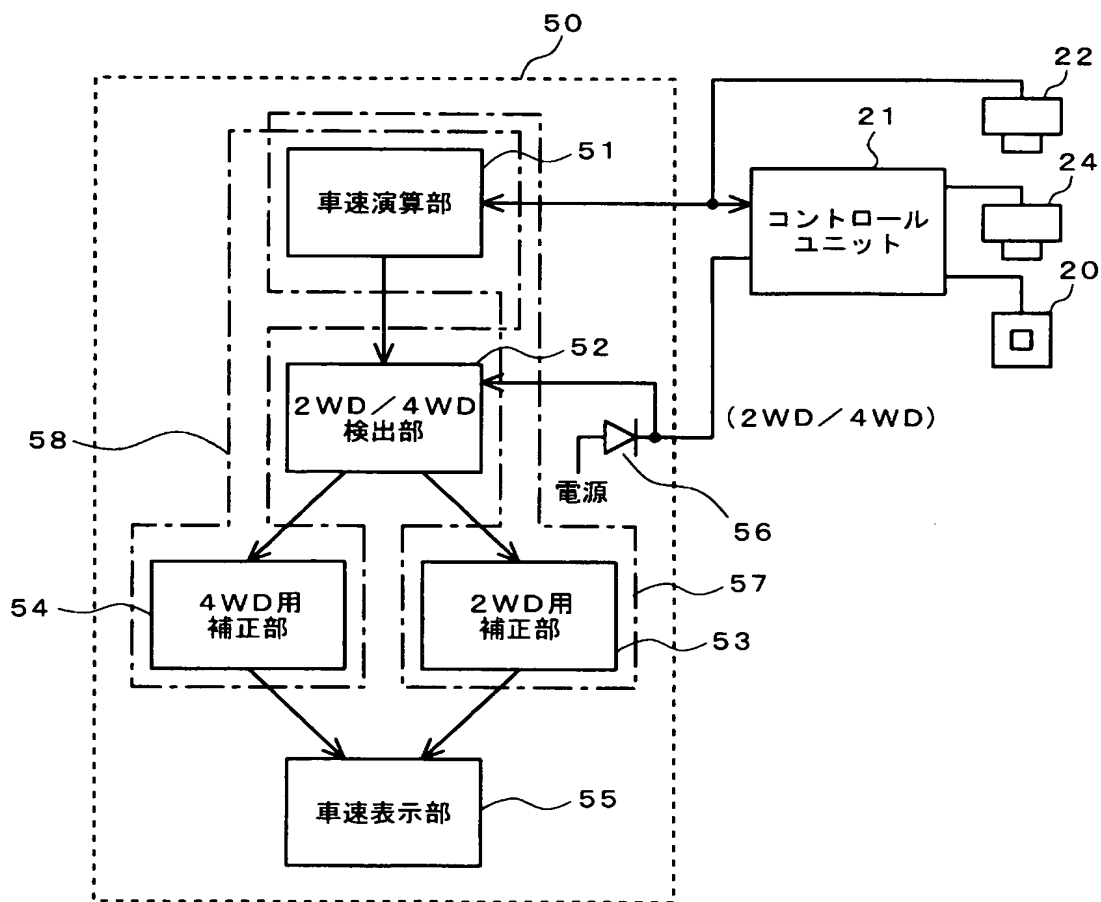 50
22
21
24
51
車速演算部
コントロール
ユニット
20
52
2WD/4WD
検出部
(2WD/4WD)
58
電源
56
57
54
4WD用
補正部
2WD用
補正部
53
車速表示部
55